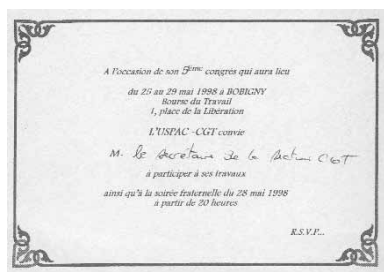 A l'occasion de son 5ème congrès qui aura lieu
du 25 au 29 mai 1998 à BOBIGNY
Bourse du Travail
1, place de la Libération
L'USPAC -CGT convie
M. le secrétaire de la section CGT
à participer à ses travaux
ainsi qu'à la soirée fraternelle du 28 mai 1998
à partir de 20 heures
R.S.V.P...